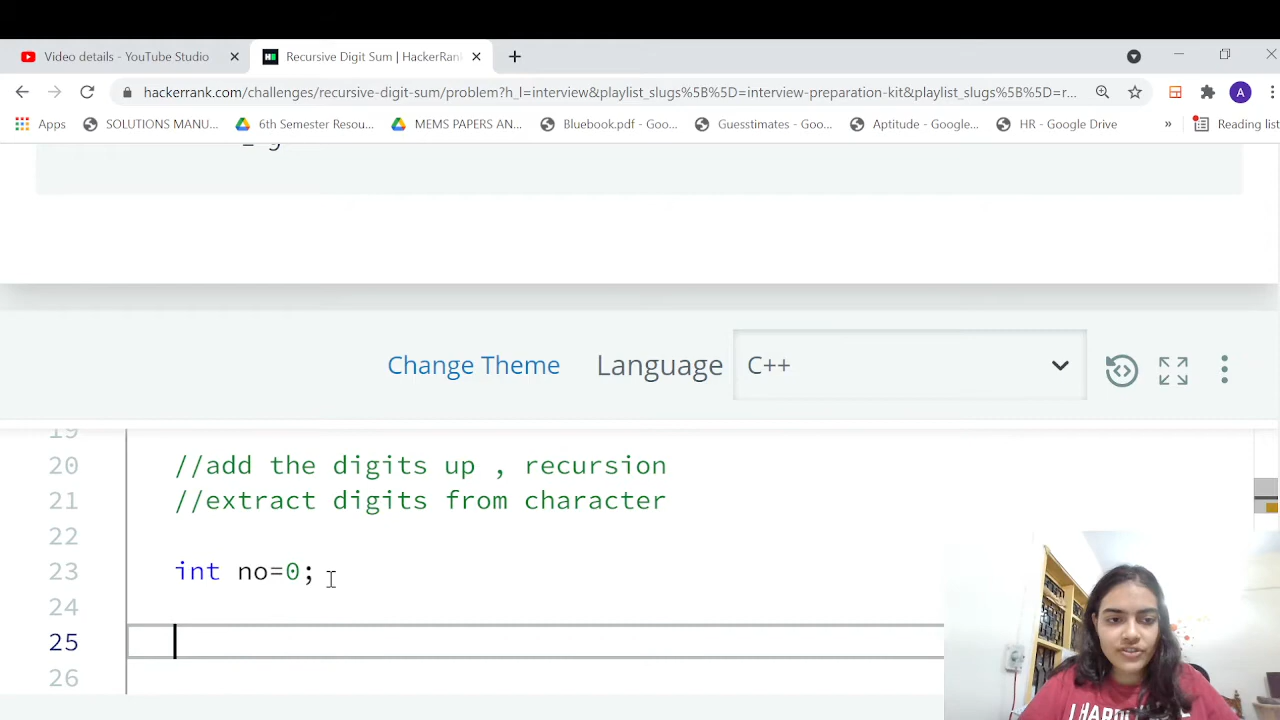 Video details - YouTube Studio
Recursive Digit Sum | HackerRank
hackerrank.com/challenges/recursive-digit-sum/problem?h_l=interview&playlist_slugs%5B%5D=interview-preparation-kit&playlist_slugs%5B%5D=r...
A
Apps
SOLUTIONS MANU...
6th Semester Resou...
MEMS PAPERS AN...
Bluebook.pdf - Goo...
Guesstimates - Goo...
Aptitude - Google...
HR - Google Drive
»
Reading list
Change Theme
Language
C++
19
20 //add the digits up , recursion
21 //extract digits from character
22
23 int no=0;
24
25
26